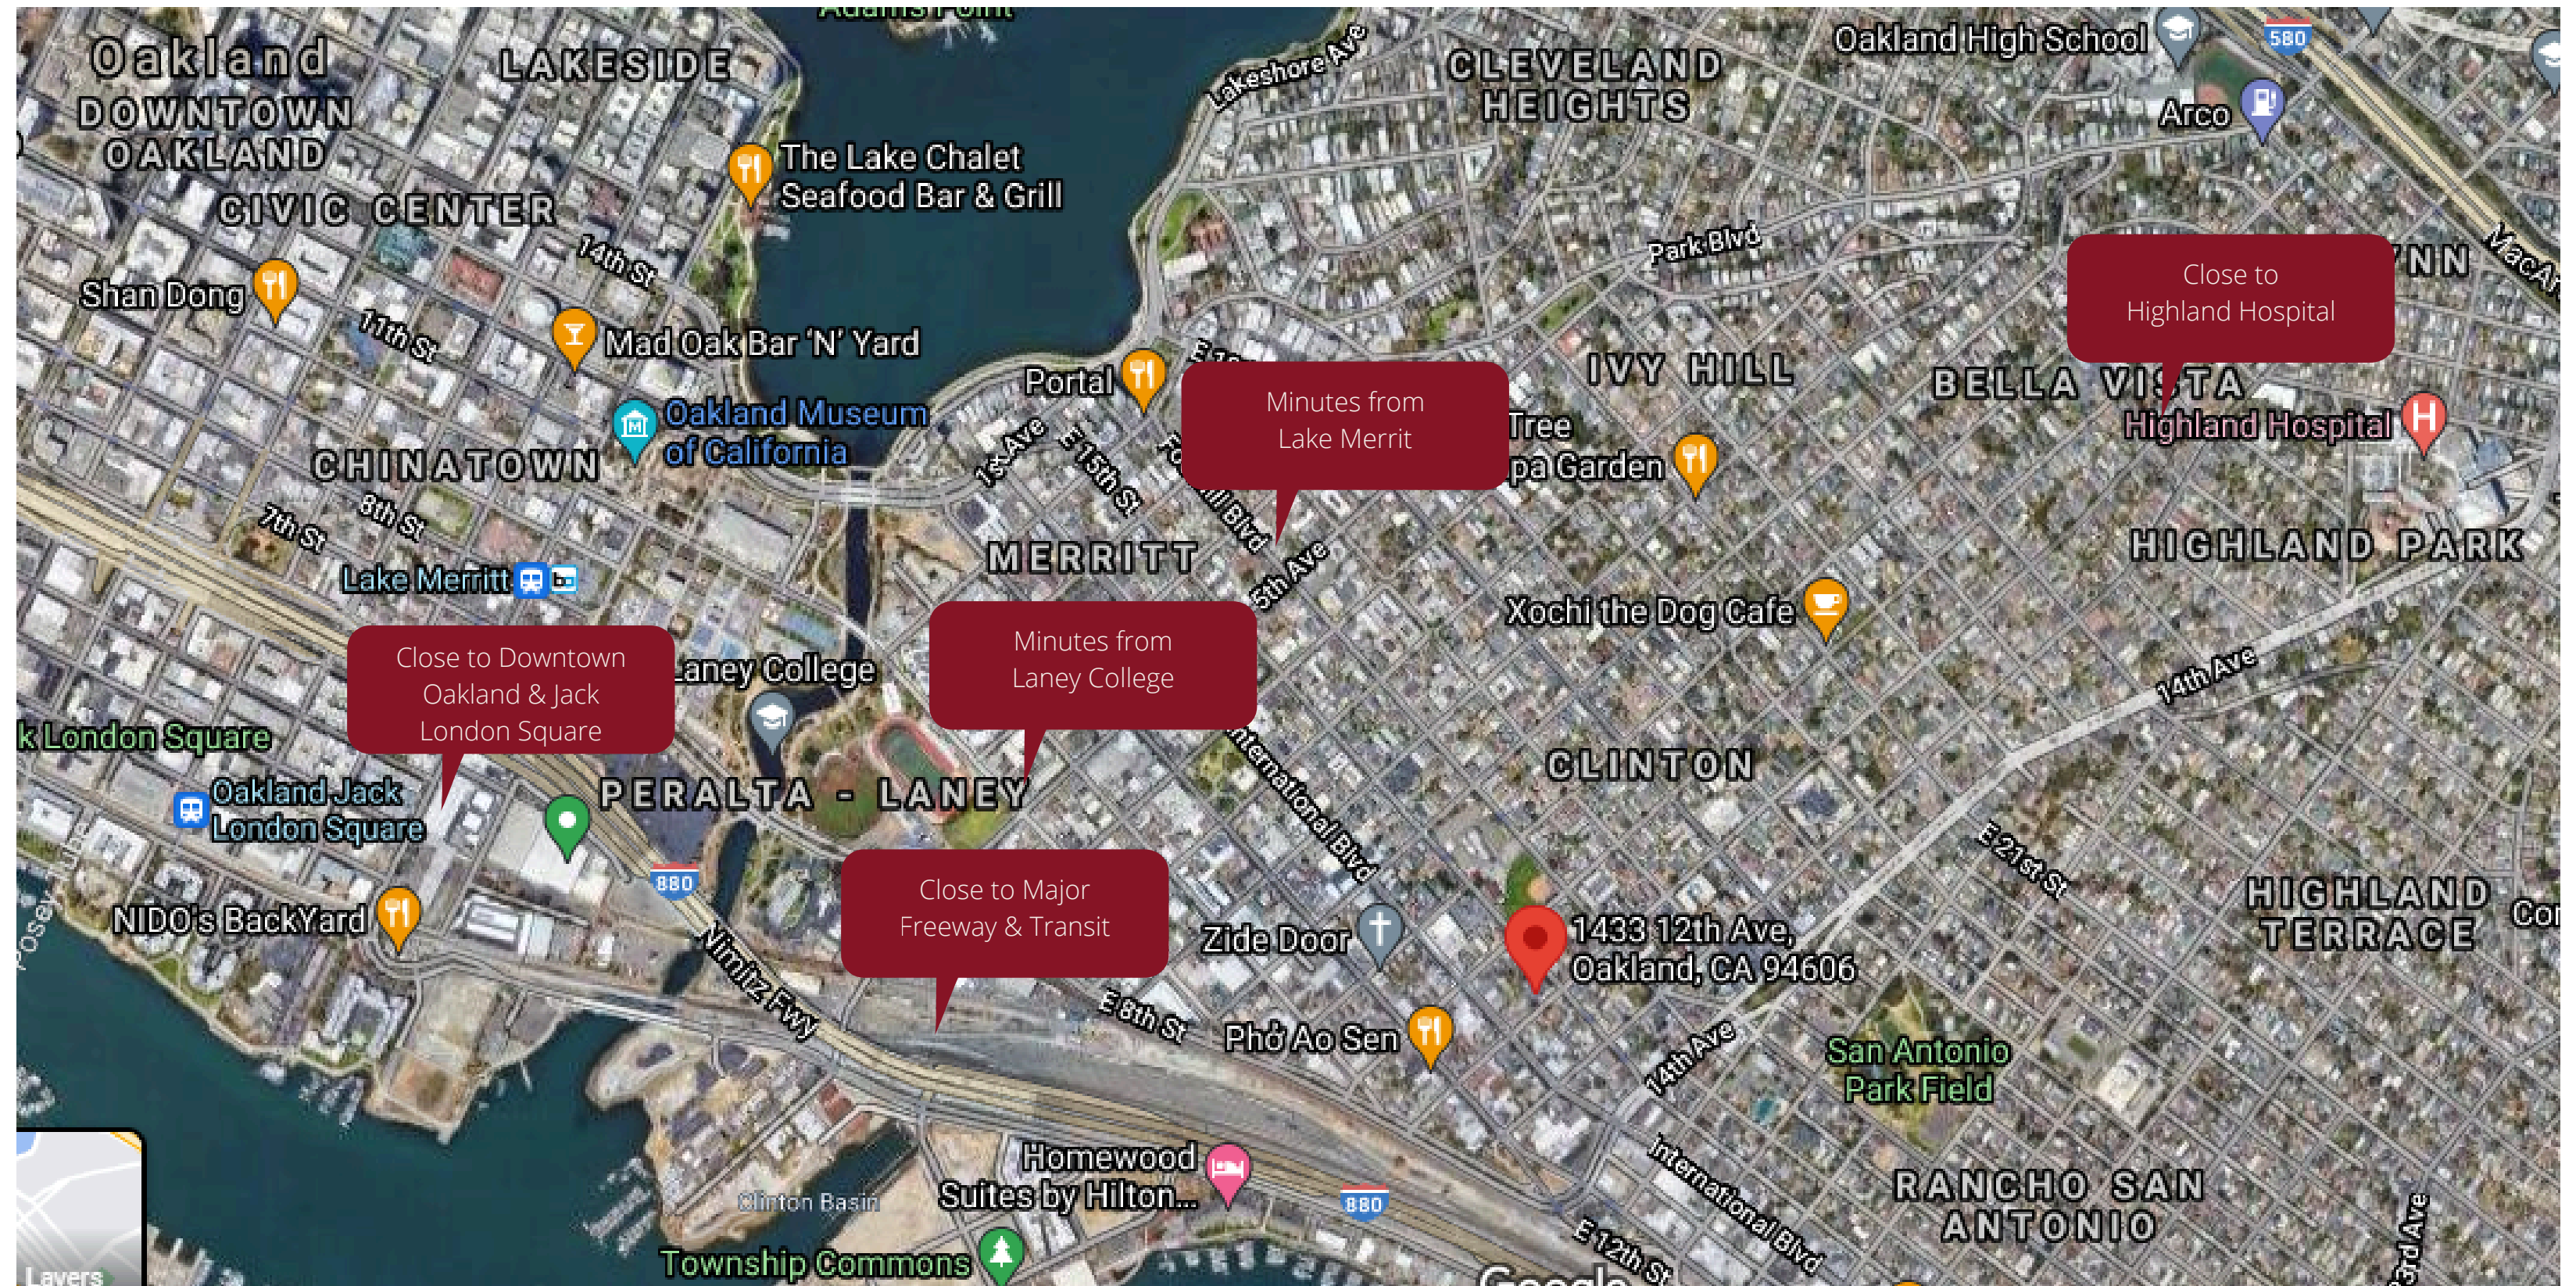 Adams Point
Oakland
DOWNTOWN
OAKLAND
LAKESIDE
CIVIC CENTER
14th St
The Lake Chalet
Seafood Bar & Grill
Lakeshore Ave
CLEVELAND
HEIGHTS
Oakland High School
580
Arco
Shan Dong
11th St
Mad Oak Bar 'N' Yard
Oakland Museum
of California
Portal
Park Blvd
Close to
Highland Hospital
Minutes from
Lake Merrit
IVY HILL
BELLA VISTA
Highland Hospital
H
Tree
pa Garden
CHINATOWN
8th St
7th St
1st Ave
E 15th St
MERRITT
5th Ave
HIGHLAND PARK
Lake Merritt
Xochi the Dog Cafe
Close to Downtown
Oakland & Jack
London Square
Laney College
Minutes from
Laney College
14th Ave
k London Square
Oakland Jack
London Square
PERALTA - LANEY
International Blvd
CLINTON
880
NIDO's BackYard
Posey Tube
Nimitz Fwy
Close to Major
Freeway & Transit
Zide Door
1433 12th Ave,
Oakland, CA 94606
E 21st St
HIGHLAND
TERRACE
E 8th St
Phở Ao Sen
14th Ave
San Antonio
Park Field
Homewood
Suites by Hilton...
Clinton Basin
880
International Blvd
RANCHO SAN
ANTONIO
E 12th St
Township Commons
Layers
Google